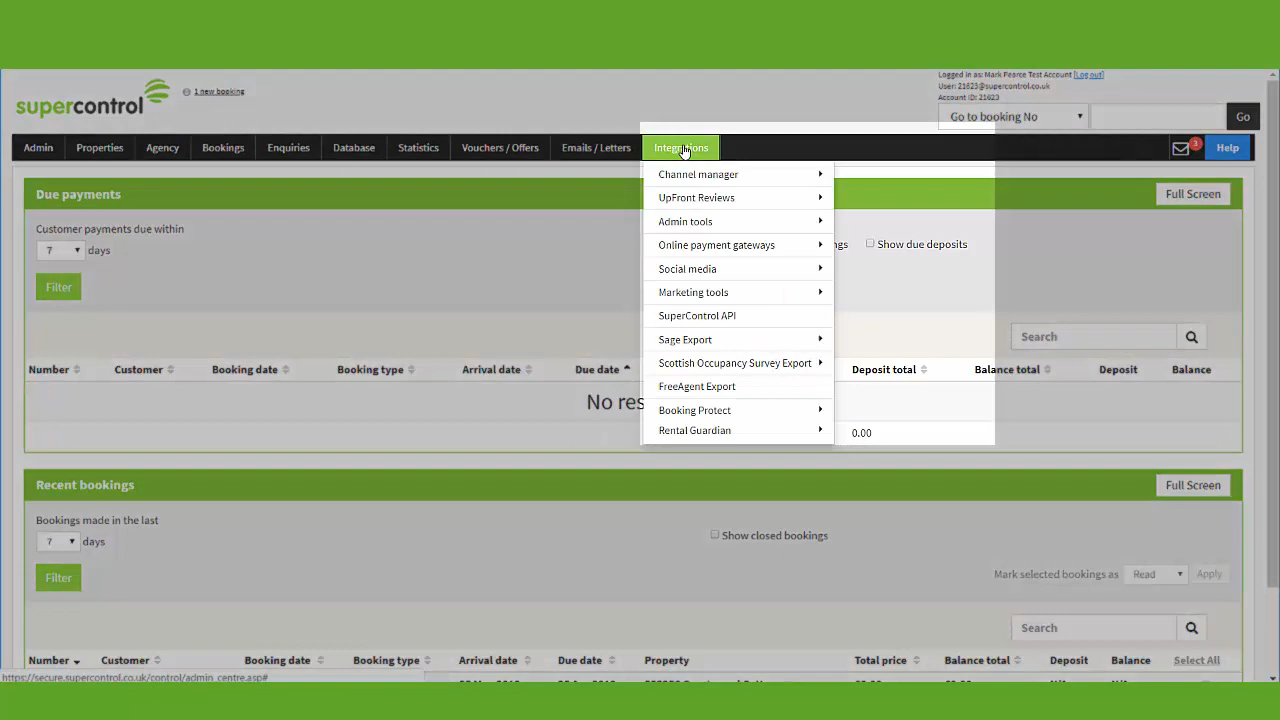 Logged in as: Mark Pearce Test Account [Log out]
supercontrol
1 new booking
User: 21623@supercontrol.co.uk
Account ID: 21623
Go to booking No
Go
Admin Properties Agency Bookings Enquiries Database Statistics Vouchers / Offers Emails / Letters Integrations 3 Help
Channel manager
UpFront Reviews
Admin tools
Online payment gateways
Social media
Marketing tools
SuperControl API
Sage Export
Scottish Occupancy Survey Export
FreeAgent Export
Booking Protect
Rental Guardian
Due payments Full Screen
Customer payments due within
7 days
Show due deposits
Filter
Search
Number Customer Booking date Booking type Arrival date Due date Deposit total Balance total Deposit Balance
No res
0.00
Recent bookings Full Screen
Bookings made in the last
7 days
Show closed bookings
Filter
Mark selected bookings as Read Apply
Search
Number Customer Booking date Booking type Arrival date Due date Property Total price Balance total Deposit Balance Select All
https://secure.supercontrol.co.uk/control/admin_centre.asp#